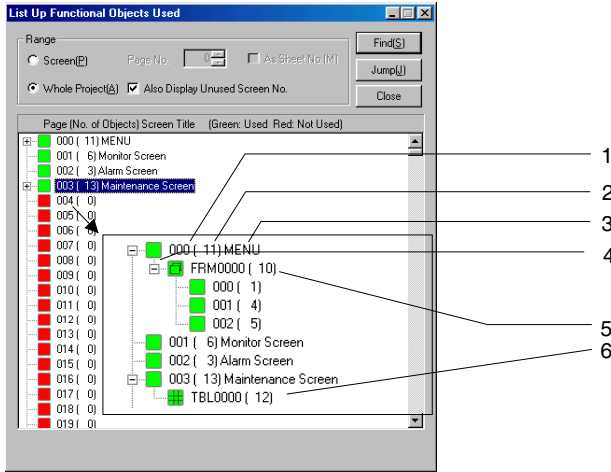 List Up Functional Objects Used
Range
Screen(P) Page No. 0 As Sheet No.(M)
Whole Project(A) Also Display Unused Screen No.
Find(S)
Jump(J)
Close
Page (No. of Objects) Screen Title (Green: Used Red: Not Used)
000 ( 11) MENU
001 ( 6) Monitor Screen
002 ( 3) Alarm Screen
003 ( 13) Maintenance Screen
004 ( 0)
005 ( 0)
006 ( 0)
007 ( 0)
008 ( 0)
009 ( 0)
010 ( 0)
011 ( 0)
012 ( 0)
013 ( 0)
014 ( 0)
015 ( 0)
016 ( 0)
017 ( 0)
018 ( 0)
019 ( 0)
000 ( 11) MENU
FRM0000 ( 10)
000 ( 1)
001 ( 4)
002 ( 5)
001 ( 6) Monitor Screen
002 ( 3) Alarm Screen
003 ( 13) Maintenance Screen
TBL0000 ( 12)
1
2
3
4
5
6